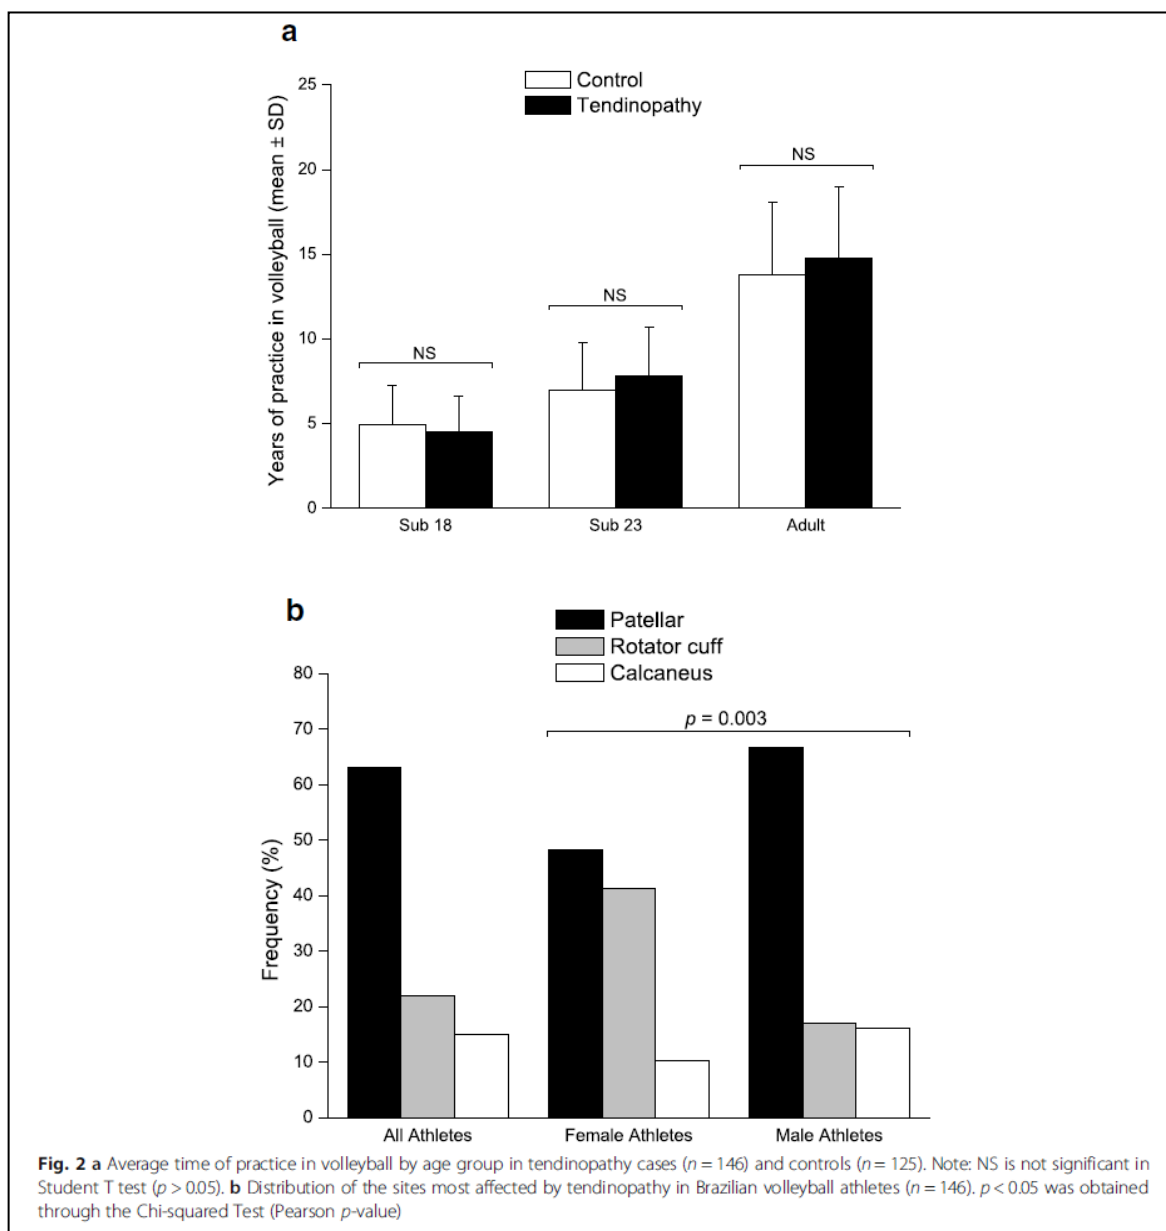 a
Control
Tendinopathy
Years of practice in volleyball (mean ± SD)
25
20
15
10
5
0
NS
NS
NS
Sub 18
Sub 23
Adult
b
Patellar
Rotator cuff
Calcaneus
Frequency (%)
80
70
60
50
40
30
20
10
0
p = 0.003
All Athletes
Female Athletes
Male Athletes
Fig. 2 a Average time of practice in volleyball by age group in tendinopathy cases (n = 146) and controls (n = 125). Note: NS is not significant in
Student T test (p > 0.05). b Distribution of the sites most affected by tendinopathy in Brazilian volleyball athletes (n = 146). p < 0.05 was obtained
through the Chi-squared Test (Pearson p-value)